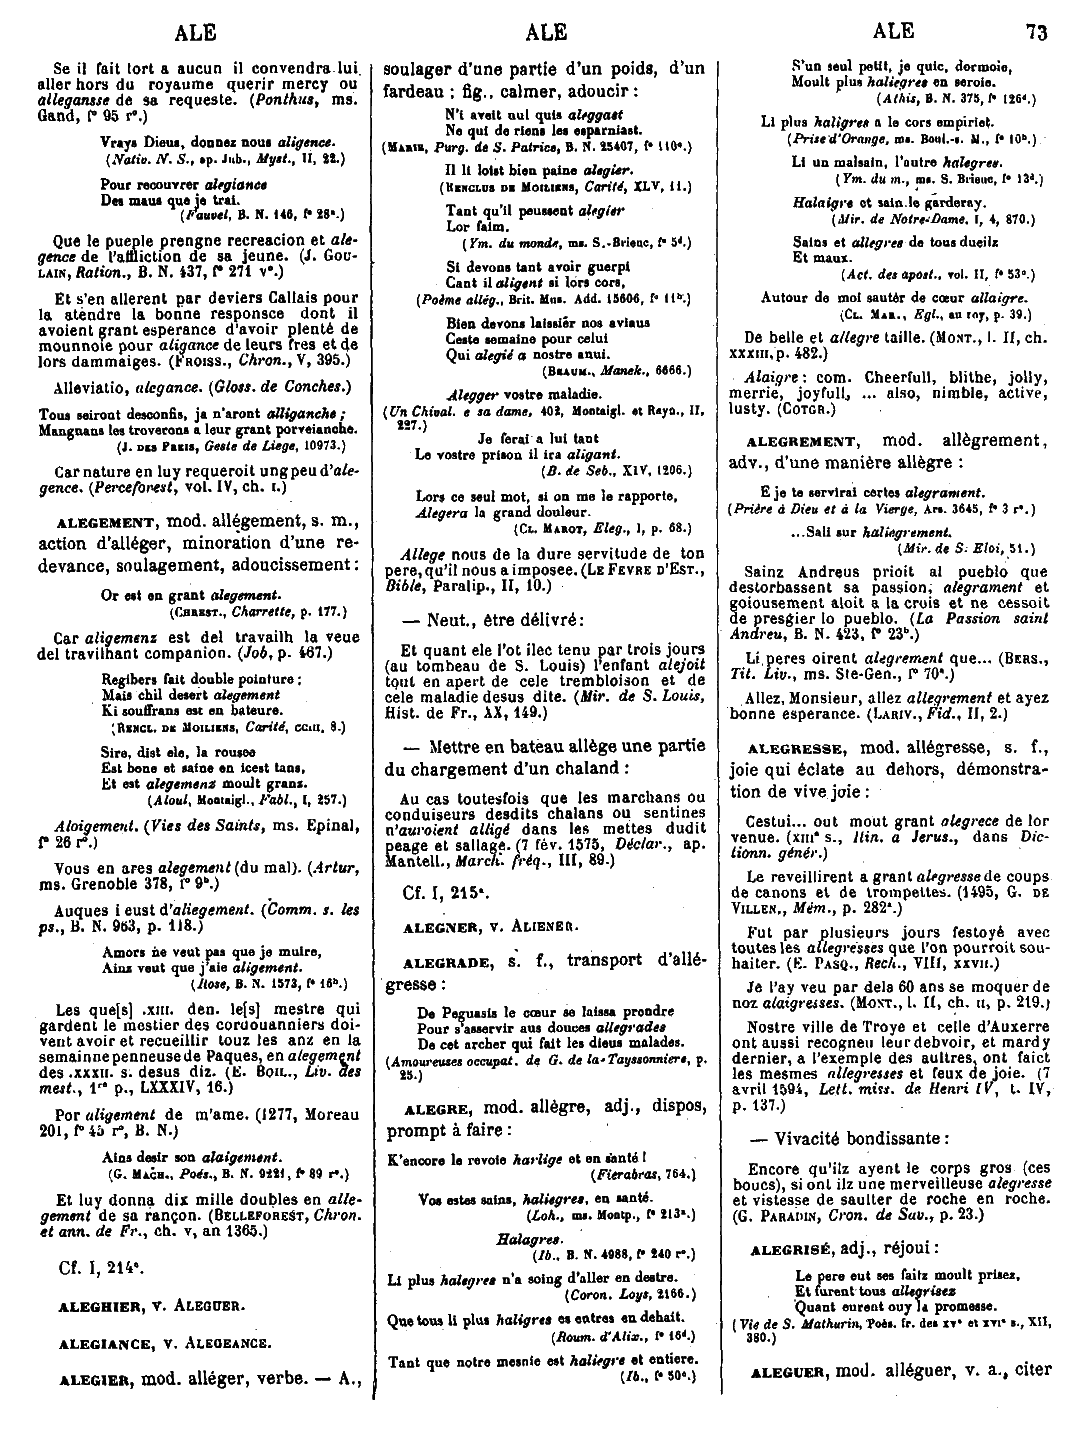 ALE
Se il fait tort a aucun il convendra lui
aller hors du royaume querir mercy ou
allegansse de sa requeste. (Ponthus, ms.
Gand, f° 95 r°.)
Vrays Dieus, donnez nous aligence.
(Nativ. N. S., ap. Jub., Myst., II, 22.)
Pour recouvrer alegiance
Des maus que je trai.
(Fauvel, B. N. 146, f° 28ᵃ.)
Que le pueple prengne recreacion et ale-
gence de l'affliction de sa jeune. (J. GOU-
LAIN, Ration., B. N. 437, f° 271 v°.)
Et s'en allerent par deviers Callais pour
la atendre la bonne responsce dont il
avoient grant esperance d'avoir plenté de
mounnoie pour aligance de leurs fres et de
lors dammaiges. (FROISS., Chron., V, 395.)
Alleviatio, alegance. (Gloss. de Conches.)
Tous seiront desconfis, ja n'aront alliganche ;
Mangnans les troverons a leur grant porveianche.
(J. DES PREIS, Geste de Liege, 10973.)
Car nature en luy requeroit ung peu d'ale-
gence. (Perceforest, vol. IV, ch. I.)
ALEGEMENT, mod. allégement, s. m.,
action d'alléger, minoration d'une re-
devance, soulagement, adoucissement :
Or est en grant alegement.
(CHREST., Charrette, p. 177.)
Car aligemenz est del travailh la veue
del travilhant companion. (Job, p. 467.)
Regibers fait double pointure ;
Mais chil desert alegement
Ki souffrans est en bateure.
(RENCL. DE MOILIENS, Carité, CCIII, 8.)
Sire, dist ele, la rousee
Est bone et saine en icest tans,
Et est alegemenz moult granz.
(Aloul, Montaigl., Fabl., I, 257.)
Aloigement. (Vies des Saints, ms. Epinal,
f° 26 r°.)
Vous en ares alegement (du mal). (Artur,
ms. Grenoble 378, f° 9ᵇ.)
Auques i eust d'aliegement. (Comm. s. les
ps., B. N. 963, p. 118.)
Amors ne veut pas que je muire,
Ainz veut que j'aie aligement.
(Rose, B. N. 1573, f° 16ᵇ.)
Les que[s] .XIII. den. le[s] mestre qui
gardent le mestier des cordouanniers doi-
vent avoir et recueillir touz les anz en la
semainne penneuse de Paques, en alegement
des .XXXII. s. desus diz. (E. BOIL., Liv. des
mest., 1ʳᵉ p., LXXXIV, 16.)
Por aligement de m'ame. (1277, Moreau
201, f° 45 r°, B. N.)
Ains desir son alaigement.
(G. MACH., Poés., B. N. 9221, f° 89 r°.)
Et luy donna dix mille doubles en alle-
gement de sa rançon. (BELLEFOREST, Chron.
et ann. de Fr., ch. V, an 1365.)
Cf. I, 214ᵃ.
ALEGHIER, V. ALEGUER.
ALEGIANCE, V. ALEGEANCE.
ALEGIER, mod. alléger, verbe. — A.,
ALE
soulager d'une partie d'un poids, d'un
fardeau ; fig., calmer, adoucir :
N'i aveit nul quis aleggast
Ne qui de riens les esparniast.
(MARIE, Purg. de S. Patrice, B. N. 25407, f° 110ᵃ.)
Il li loist bien paine alegier.
(RENCLUS DE MOILIENS, Carité, XLV, 11.)
Tant qu'il peussent alegier
Lor faim.
(Ym. du monde, ms. S.-Brieuc, f° 5ᵈ.)
Si devons tant avoir guerpi
Cant il aligent si lors cors,
(Poème allég., Brit. Mus. Add. 15606, f° 11ᵇ.)
Bien devons laissier nos aviaus
Ceste semaine pour celui
Qui alegié a nostre anui.
(BEAUM., Manek., 6666.)
Alegger vostre maladie.
(Un Chival. e sa dame, 402, Montaigl. et Rayn., II,
227.)
Je ferai a lui tant
Le vostre prison il ira aligant.
(B. de Seb., XIV, 1206.)
Lors ce seul mot, si on me le rapporte,
Alegera la grand douleur.
(CL. MAROT, Eleg., I, p. 68.)
Allege nous de la dure servitude de ton
pere, qu'il nous a imposee. (LE FEVRE D'EST.,
Bible, Paralip., II, 10.)
— Neut., être délivré :
Et quant ele l'ot ilec tenu par trois jours
(au tombeau de S. Louis) l'enfant alejoit
tout en apert de cele trembloison et de
cele maladie desus dite. (Mir. de S. Louis,
Hist. de Fr., XX, 149.)
— Mettre en bateau allège une partie
du chargement d'un chaland :
Au cas toutesfois que les marchans ou
conduiseurs desdits chalans ou sentines
n'auroient alligé dans les mettes dudit
peage et sallage. (7 fév. 1575, Déclar., ap.
Mantell., March. fréq., III, 89.)
Cf. I, 215ᵃ.
ALEGNER, V. ALIENER.
ALEGRADE, s. f., transport d'allé-
gresse :
De Peguasis le cœur se laissa prendre
Pour s'asservir aus douces allegrades
De cet archer qui fait les dieus malades.
(Amoureuses occupat. de G. de la Tayssonniere, p.
25.)
ALEGRE, mod. allègre, adj., dispos,
prompt à faire :
K'encore le revoie harlige et en santé !
(Fierabras, 764.)
Vos estes sains, haliegres, en santé.
(Loh., ms. Montp., f° 213ᵃ.)
Halagres.
(Ib., B. N. 4988, f° 240 r°.)
Li plus halegres n'a soing d'aller en destre.
(Coron. Loys, 2166.)
Que tous li plus haligres es entres en dehait.
(Roum. d'Alix., f° 16ᵈ.)
Tant que notre mesnie est haliegre et entiere.
(Ib., f° 50ᵃ.)
ALE 73
S'un seul petit, je quic, dormoie,
Moult plus haliegres en seroie.
(Athis, B. N. 375, f° 126ᵈ.)
Li plus haligres a le cors empiriet.
(Prise d'Orange, ms. Boul.-s. M., f° 10ᵇ.)
Li un malsain, l'autre halegres.
(Ym. du m., ms. S. Brieuc, f° 13ᵈ.)
Halaigre et sain le garderay.
(Mir. de Notre-Dame, I, 4, 870.)
Sains et allegres de tous dueilz
Et maux.
(Act. des apost., vol. II, f° 53ᵃ.)
Autour de moi sauter de cœur allaigre.
(CL. MAR., Egl., au roy, p. 39.)
De belle et allegre taille. (MONT., l. II, ch.
XXXIII, p. 482.)
Alaigre : com. Cheerfull, blithe, jolly,
merrie, joyfull, ... also, nimble, active,
lusty. (COTGR.)
ALEGREMENT, mod. allègrement,
adv., d'une manière allègre :
E je te servirai certes alegrament.
(Prière à Dieu et à la Vierge, Ars. 3645, f° 3 r°.)
...Sali sur haliegrement.
(Mir. de S. Eloi, 51.)
Sainz Andreus prioit al pueblo que
destorbassent sa passion; alegrament et
goiousement aloit a la crois et ne cessoit
de presgier lo pueblo. (La Passion saint
Andreu, B. N. 423, f° 23ᵇ.)
Li peres oirent alegrement que... (BERS.,
Tit. Liv., ms. Ste-Gen., f° 70ᵃ.)
Allez, Monsieur, allez allegrement et ayez
bonne esperance. (LARIV., Fid., II, 2.)
ALEGRESSE, mod. allégresse, s. f.,
joie qui éclate au dehors, démonstra-
tion de vive joie :
Cestui... out mout grant alegrece de lor
venue. (XIIIᵉ s., Itin. a Jerus., dans Dic-
tionn. génér.)
Le reveillirent a grant alegresse de coups
de canons et de trompettes. (1495, G. DE
VILLEN., Mém., p. 282ᵃ.)
Fut par plusieurs jours festoyé avec
toutes les allegresses que l'on pourroit sou-
haiter. (E. PASQ., Rech., VIII, XXVII.)
Je l'ay veu par dela 60 ans se moquer de
noz alaigresses. (MONT., l. II, ch. II, p. 219.)
Nostre ville de Troye et celle d'Auxerre
ont aussi recogneu leur debvoir, et mardy
dernier, a l'exemple des aultres, ont faict
les mesmes allegresses et feux de joie. (7
avril 1594, Lett. miss. de Henri IV, t. IV,
p. 137.)
— Vivacité bondissante :
Encore qu'ilz ayent le corps gros (ces
boucs), si ont ilz une merveilleuse alegresse
et vistesse de saulter de roche en roche.
(G. PARADIN, Cron. de Sav., p. 23.)
ALEGRISÉ, adj., réjoui :
Le pere eut ses faitz moult prisez,
Et furent tous allegrisez
Quant eurent ouy la promesse.
(Vie de S. Mathurin, Poés. fr. des XVᵉ et XVIᵉ s., XII,
380.)
ALEGUER, mod. alléguer, v. a., citer